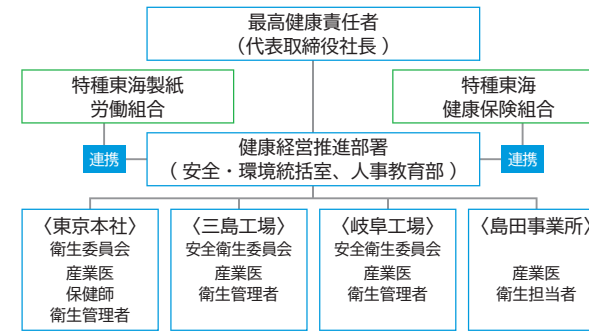 最高健康責任者
（代表取締役社長 ）
特種東海製紙
労働組合
特種東海
健康保険組合
連携
健康経営推進部署
（ 安全・環境統括室、人事教育部 ）
連携
〈東京本社〉
衛生委員会
産業医
保健師
衛生管理者
〈三島工場〉
安全衛生委員会
産業医
衛生管理者
〈岐阜工場〉
安全衛生委員会
産業医
衛生管理者
〈島田事業所〉
産業医
衛生担当者